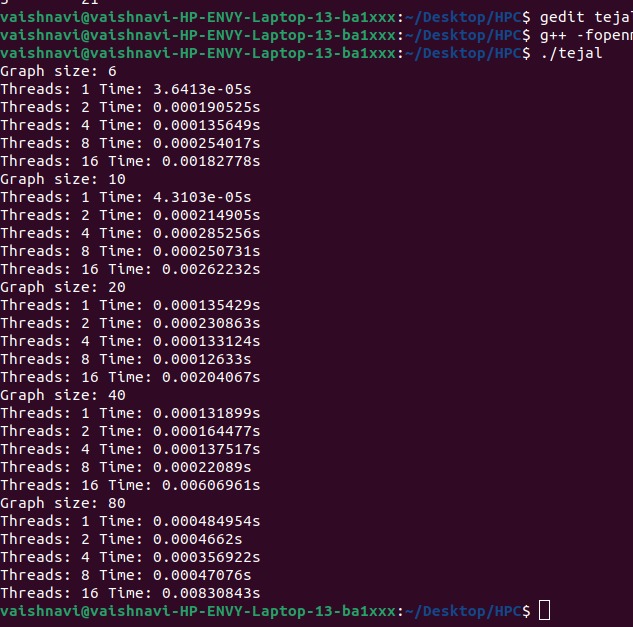 vaishnavi@vaishnavi-HP-ENVY-Laptop-13-ba1xxx:~/Desktop/HPC$ gedit tejal
vaishnavi@vaishnavi-HP-ENVY-Laptop-13-ba1xxx:~/Desktop/HPC$ g++ -fopenm
vaishnavi@vaishnavi-HP-ENVY-Laptop-13-ba1xxx:~/Desktop/HPC$ ./tejal
Graph size: 6
Threads: 1 Time: 3.6413e-05s
Threads: 2 Time: 0.000190525s
Threads: 4 Time: 0.000135649s
Threads: 8 Time: 0.000254017s
Threads: 16 Time: 0.00182778s
Graph size: 10
Threads: 1 Time: 4.3103e-05s
Threads: 2 Time: 0.000214905s
Threads: 4 Time: 0.000285256s
Threads: 8 Time: 0.000250731s
Threads: 16 Time: 0.00262232s
Graph size: 20
Threads: 1 Time: 0.000135429s
Threads: 2 Time: 0.000230863s
Threads: 4 Time: 0.000133124s
Threads: 8 Time: 0.00012633s
Threads: 16 Time: 0.00204067s
Graph size: 40
Threads: 1 Time: 0.000131899s
Threads: 2 Time: 0.000164477s
Threads: 4 Time: 0.000137517s
Threads: 8 Time: 0.00022089s
Threads: 16 Time: 0.00606961s
Graph size: 80
Threads: 1 Time: 0.000484954s
Threads: 2 Time: 0.0004662s
Threads: 4 Time: 0.000356922s
Threads: 8 Time: 0.00047076s
Threads: 16 Time: 0.00830843s
vaishnavi@vaishnavi-HP-ENVY-Laptop-13-ba1xxx:~/Desktop/HPC$